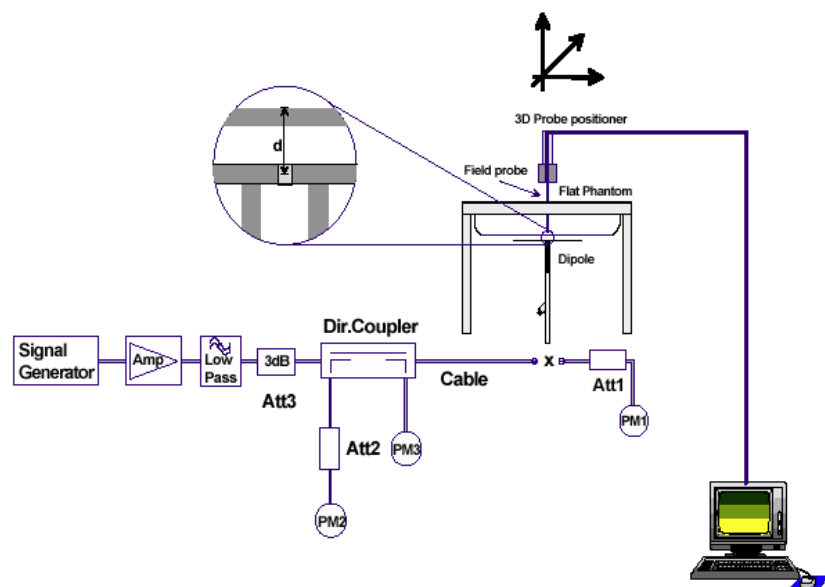 3D Probe positioner
d
Field probe
Flat Phantom
Dipole
Dir.Coupler
Signal
Generator
Amp
Low
Pass
3dB
Cable
x
Att1
Att3
PM1
Att2
PM3
PM2